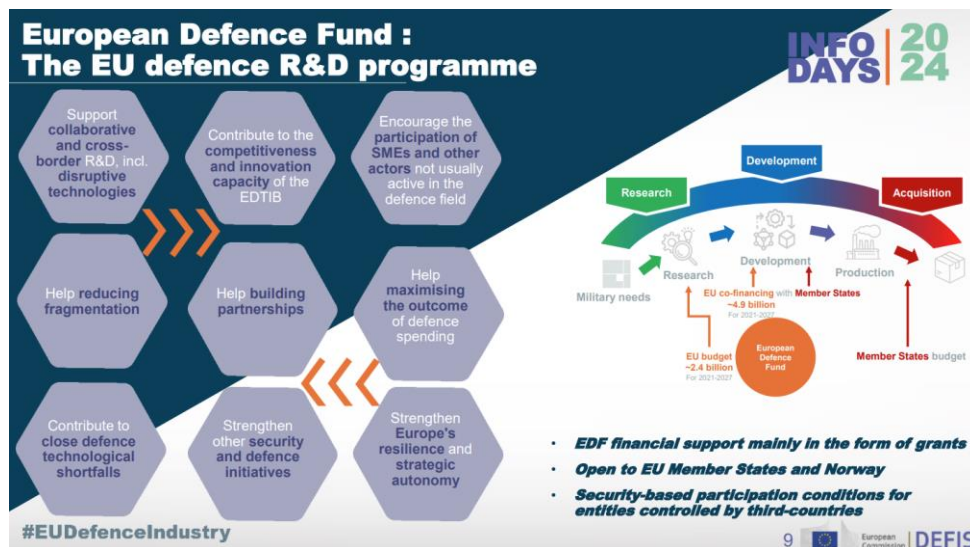 European Defence Fund :
The EU defence R&D programme
INFO
DAYS
20
24
Support
collaborative
and cross-
border R&D, incl.
disruptive
technologies
Contribute to the
competitiveness
and innovation
capacity of the
EDTIB
Encourage the
participation of
SMEs and other
actors not usually
active in the
defence field
Help reducing
fragmentation
Help building
partnerships
Help
maximising
the outcome
of defence
spending
Contribute to
close defence
technological
shortfalls
Strengthen
other security
and defence
initiatives
Strengthen
Europe's
resilience and
strategic
autonomy
Research
Development
Acquisition
Military needs
Research
Development
Production
EU co-financing with Member States
~4.9 billion
For 2021-2027
EU budget
~2.4 billion
For 2021-2027
European
Defence
Fund
Member States budget
• EDF financial support mainly in the form of grants
• Open to EU Member States and Norway
• Security-based participation conditions for
entities controlled by third-countries
#EUDefenceIndustry
9
European
Commission
DEFIS